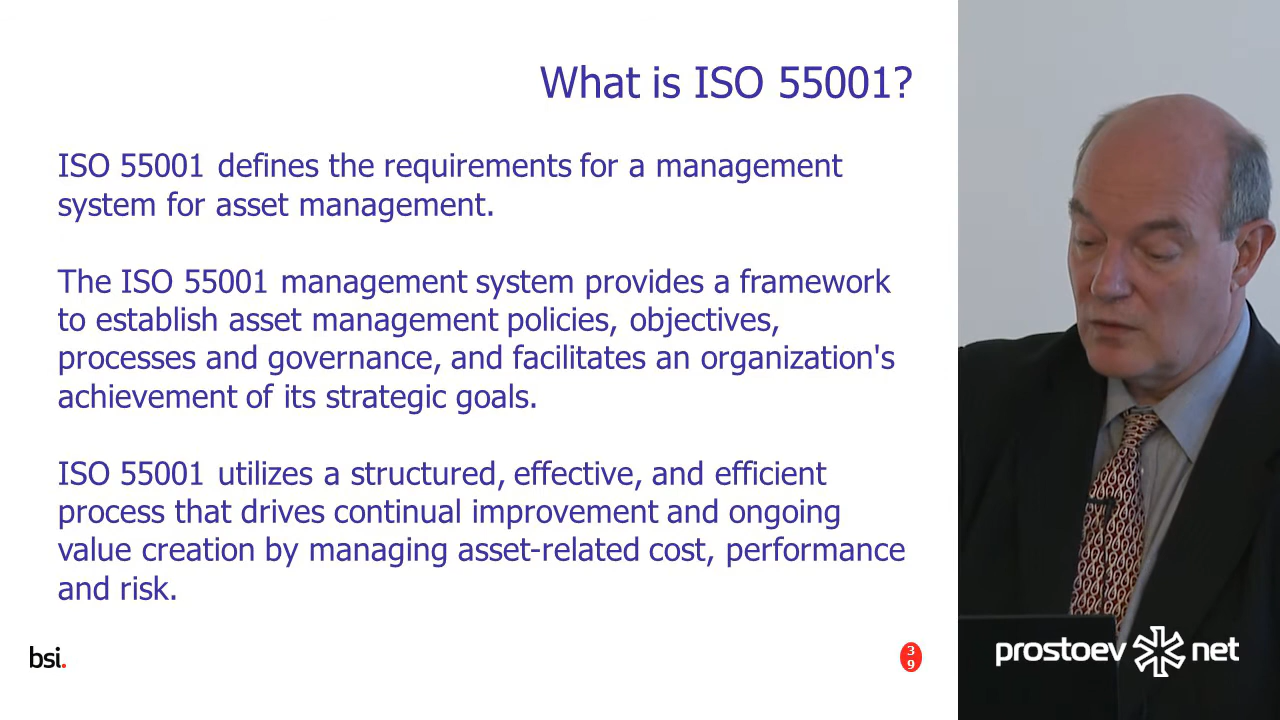 What is ISO 55001?
ISO 55001 defines the requirements for a management
system for asset management.
The ISO 55001 management system provides a framework
to establish asset management policies, objectives,
processes and governance, and facilitates an organization's
achievement of its strategic goals.
ISO 55001 utilizes a structured, effective, and efficient
process that drives continual improvement and ongoing
value creation by managing asset-related cost, performance
and risk.
bsi.
3
9
prostoev net